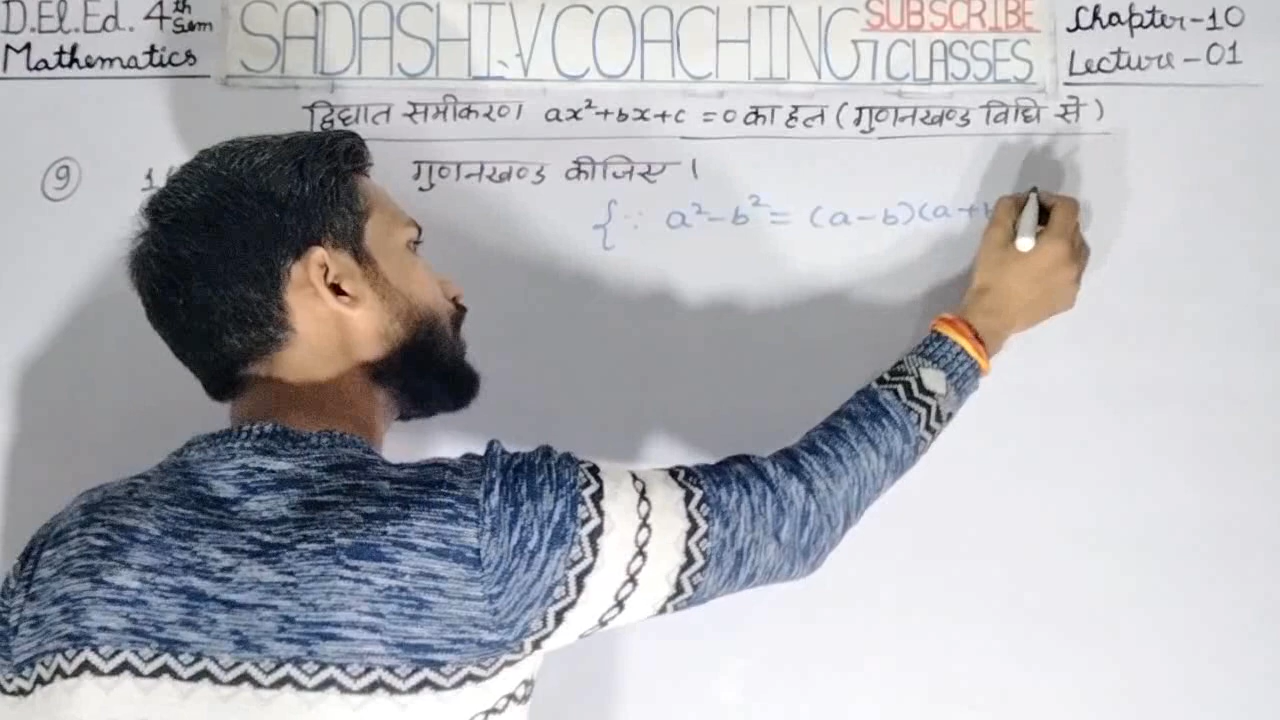 D.El.Ed. 4th Sem
Mathematics
SADASHIV COACHING CLASSES
SUBSCRIBE
Chapter-10
Lecture-01
द्विघात समीकरण ax²+bx+c =0 का हल (गुणनखण्ड विधि से)
9 गुणनखण्ड कीजिए।
{∵ a²-b² = (a-b)(a+